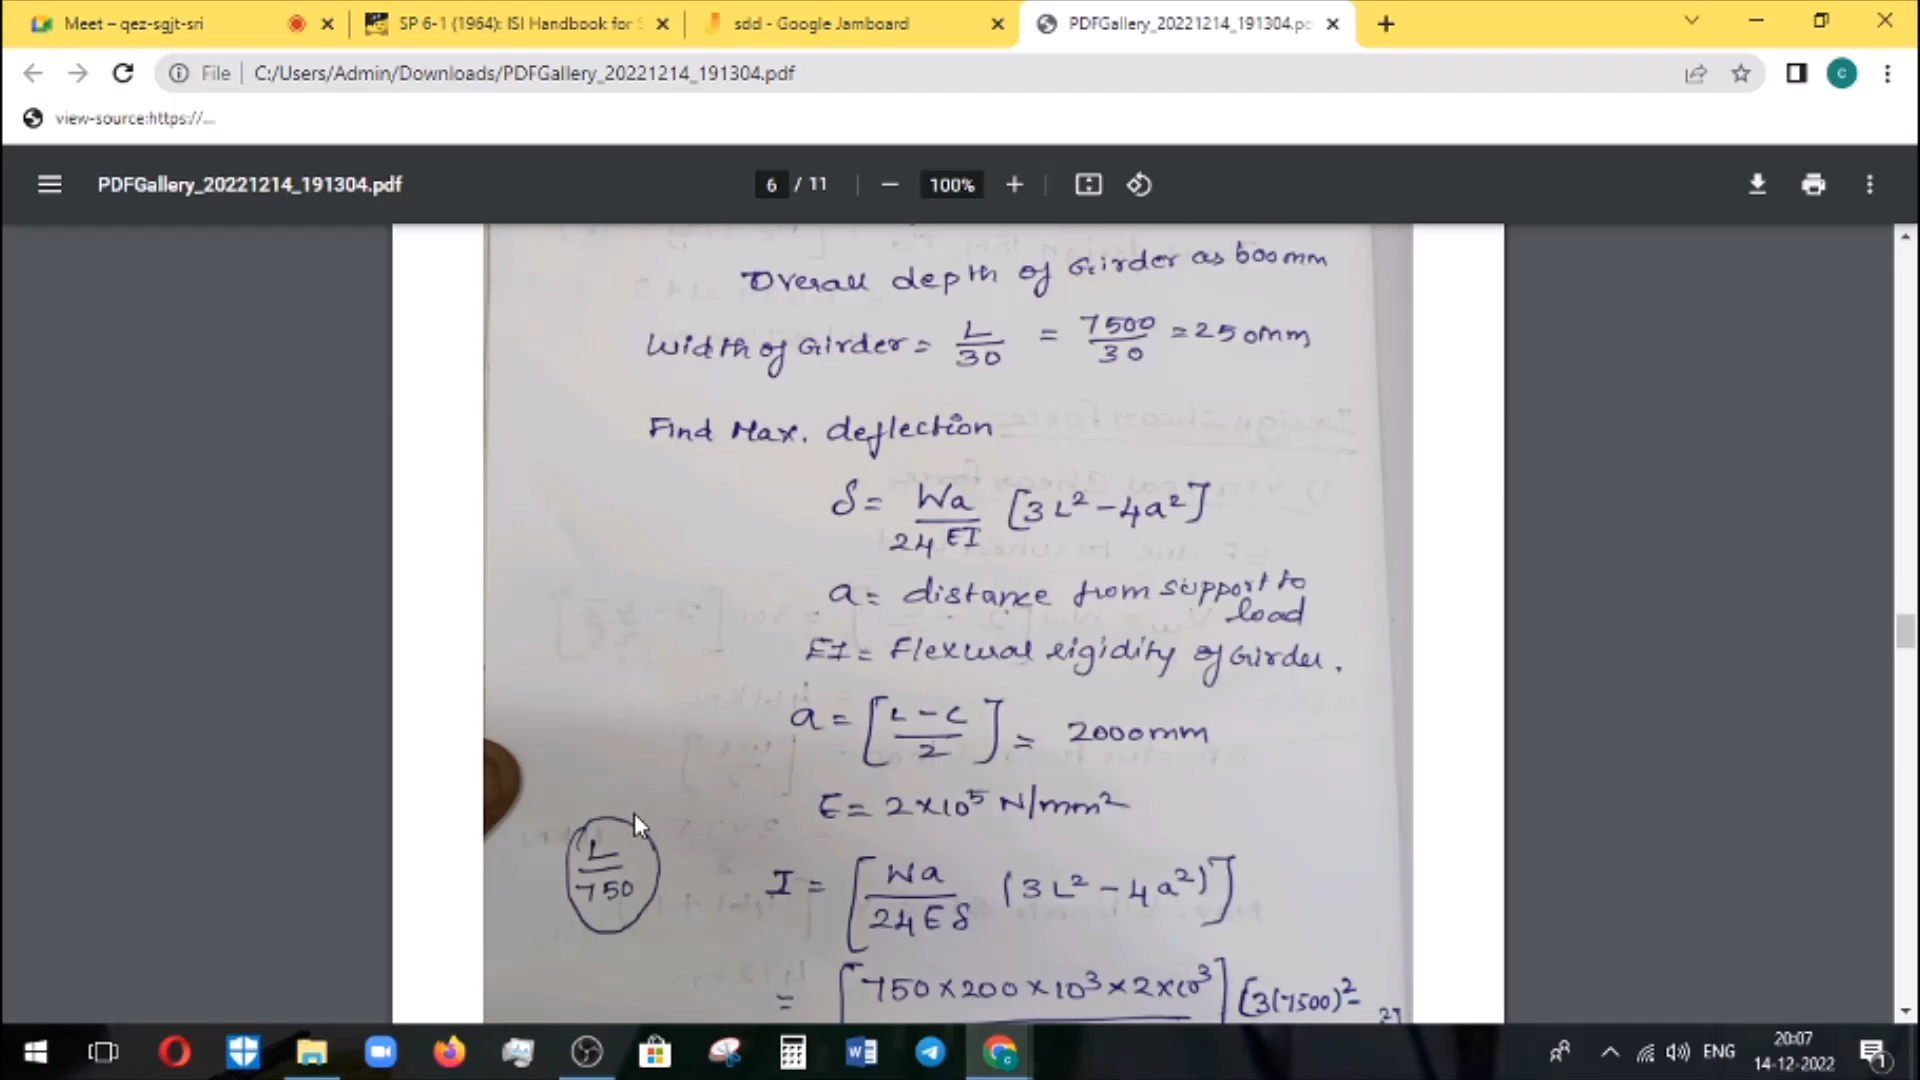 Meet – qez-sgjt-sri
SP 6-1 (1964): ISI Handbook for S
sdd - Google Jamboard
PDFGallery_20221214_191304.pd
File
C:/Users/Admin/Downloads/PDFGallery_20221214_191304.pdf
C
view-source:https://...
PDFGallery_20221214_191304.pdf
6 / 11
100%
Overall depth of Girder as 600mm
Width of Girder = L/30 = 7500/30 = 250mm
Find Max. deflection
δ = Wa/24EI [3L² - 4a²]
a = distance from support to
load
EI = Flexural rigidity of Girder.
a = [L-C/2] = 2000mm
E = 2×10⁵ N/mm²
L/750
I = [Wa/24Eδ (3L² - 4a²)]
= [750×200×10³×2×10³] [3(7500)² -
ENG
20:07
14-12-2022
1